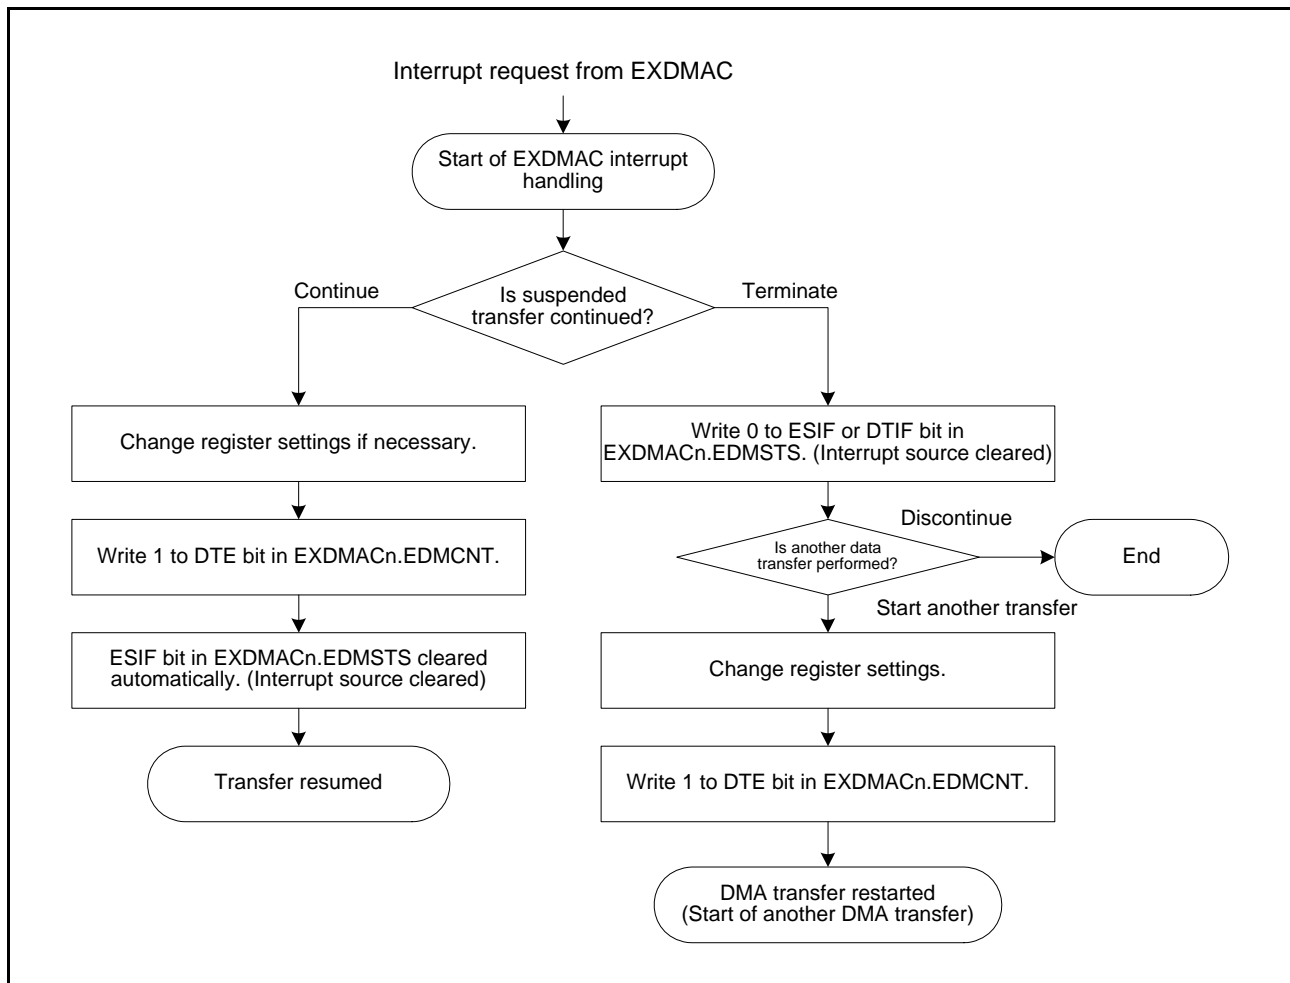 Interrupt request from EXDMAC
Start of EXDMAC interrupt
handling
Is suspended
transfer continued?
Continue
Terminate
Change register settings if necessary.
Write 1 to DTE bit in EXDMACn.EDMCNT.
ESIF bit in EXDMACn.EDMSTS cleared
automatically. (Interrupt source cleared)
Transfer resumed
Write 0 to ESIF or DTIF bit in
EXDMACn.EDMSTS. (Interrupt source cleared)
Is another data
transfer performed?
Discontinue
End
Start another transfer
Change register settings.
Write 1 to DTE bit in EXDMACn.EDMCNT.
DMA transfer restarted
(Start of another DMA transfer)